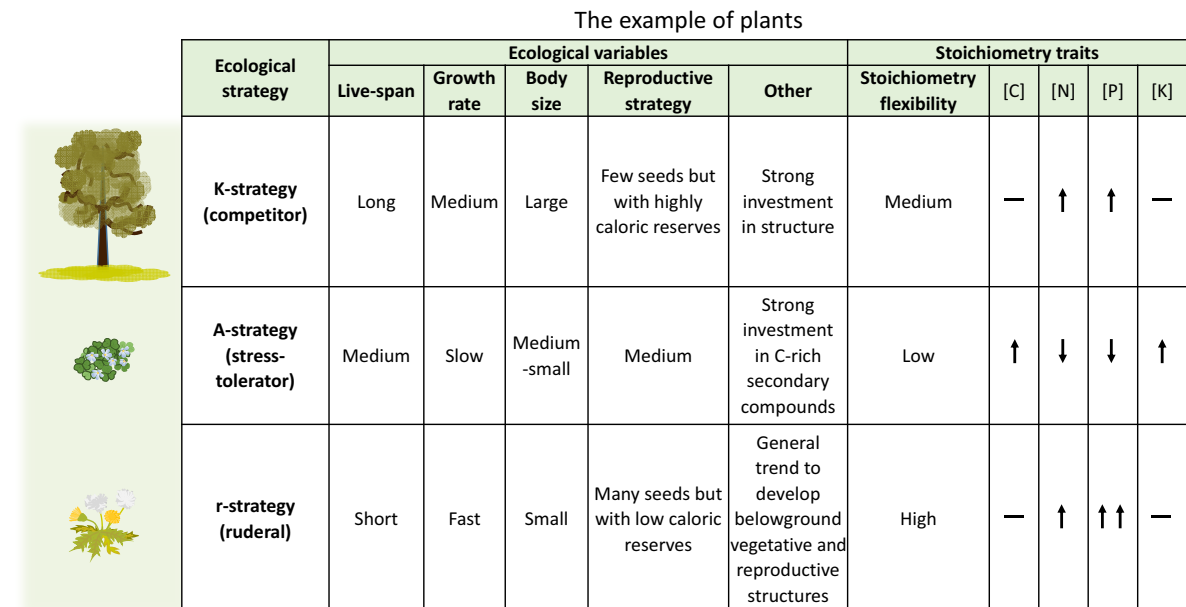 The example of plants
Ecological
strategy
Ecological variables
Stoichiometry traits
Live-span
Growth
rate
Body
size
Reproductive
strategy
Other
Stoichiometry
flexibility
[C]
[N]
[P]
[K]
K-strategy
(competitor)
Long
Medium
Large
Few seeds but
with highly
caloric reserves
Strong
investment
in structure
Medium
—
↑
↑
—
A-strategy
(stress-
tolerator)
Medium
Slow
Medium
-small
Medium
Strong
investment
in C-rich
secondary
compounds
Low
↑
↓
↓
↑
r-strategy
(ruderal)
Short
Fast
Small
Many seeds but
with low caloric
reserves
General
trend to
develop
belowground
vegetative and
reproductive
structures
High
—
↑
↑↑
—